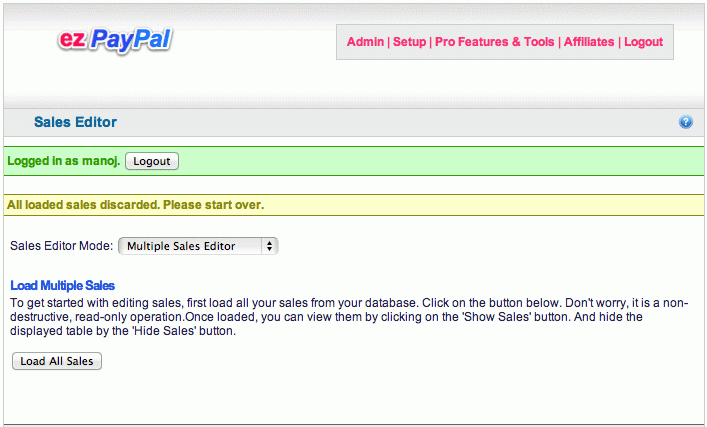 ez PayPal
Admin | Setup | Pro Features & Tools | Affiliates | Logout
Sales Editor
?
Logged in as manoj. Logout
All loaded sales discarded. Please start over.
Sales Editor Mode: Multiple Sales Editor
Load Multiple Sales
To get started with editing sales, first load all your sales from your database. Click on the button below. Don't worry, it is a non-
destructive, read-only operation.Once loaded, you can view them by clicking on the 'Show Sales' button. And hide the
displayed table by the 'Hide Sales' button.
Load All Sales